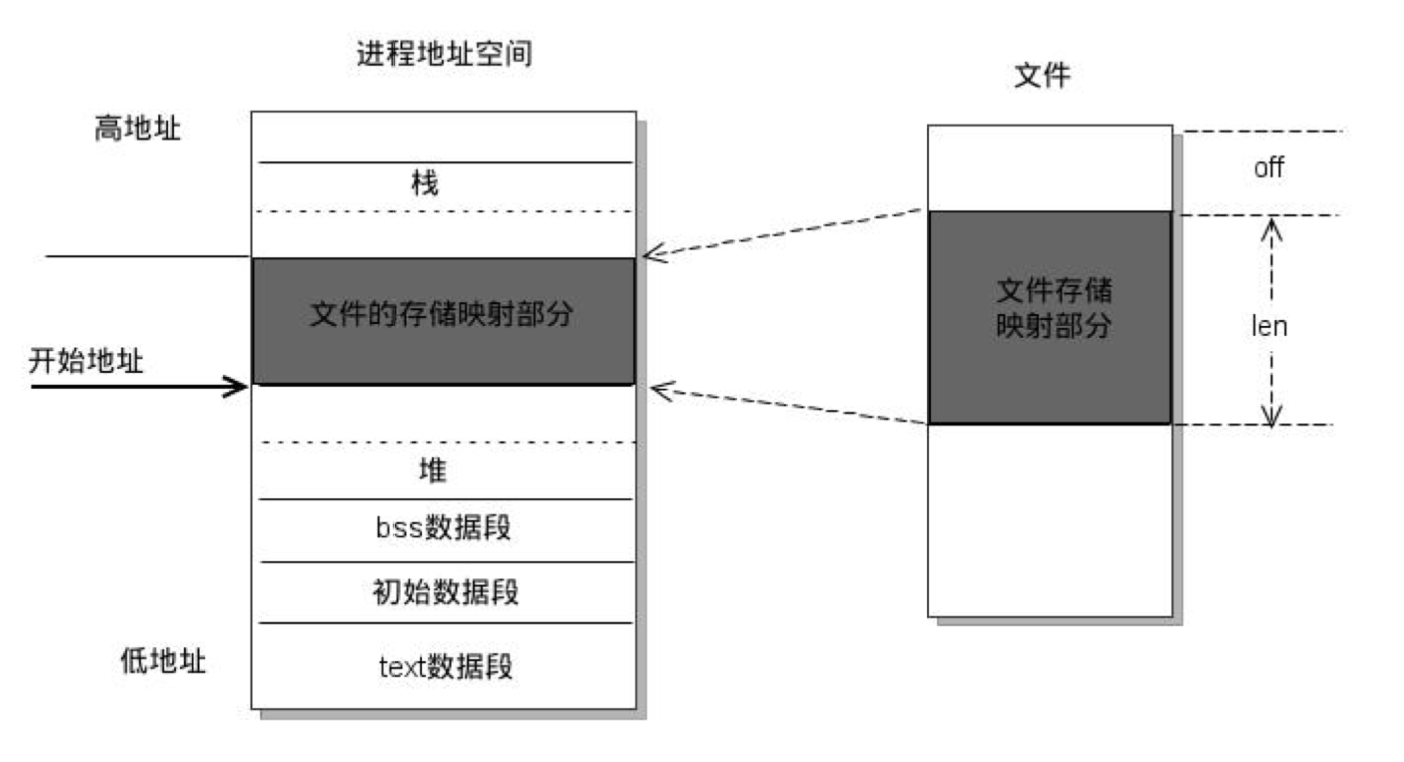 进程地址空间
文件
高地址
栈
off
文件的存储映射部分
文件存储
映射部分
len
开始地址
堆
bss数据段
初始数据段
低地址
text数据段